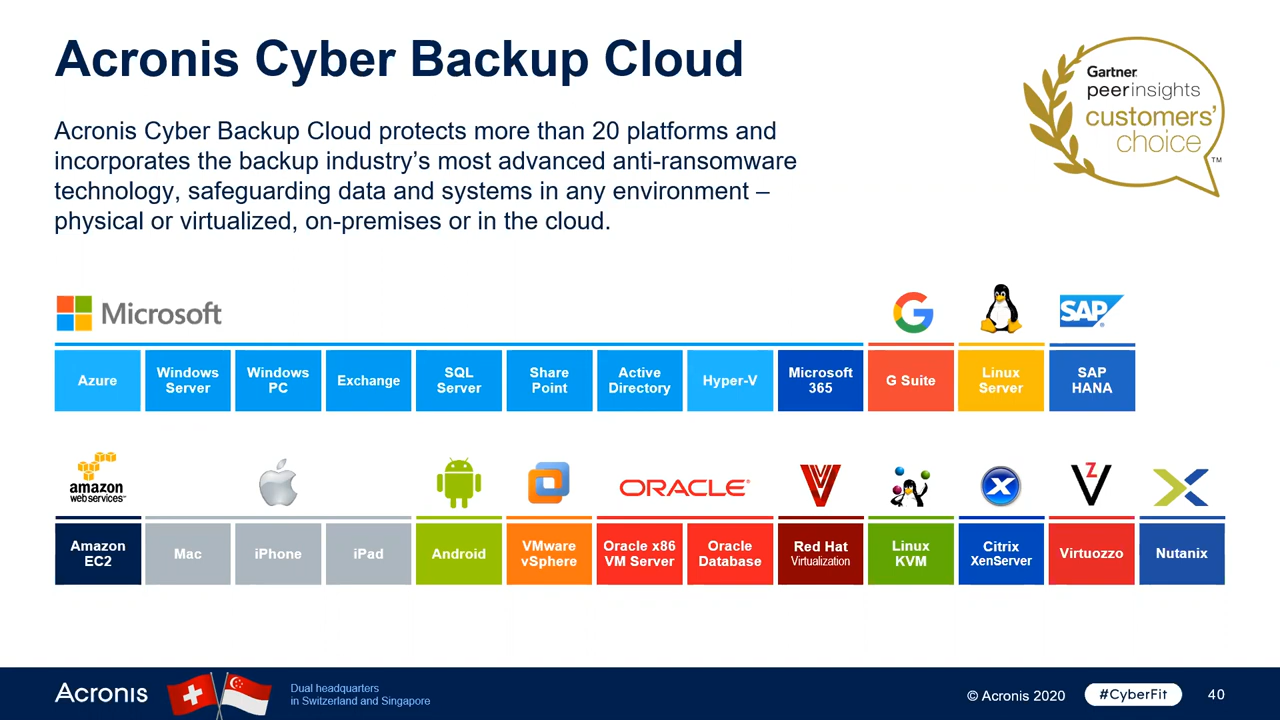 Acronis Cyber Backup Cloud
Gartner
peerinsights
customers'
choice
TM
Acronis Cyber Backup Cloud protects more than 20 platforms and
incorporates the backup industry’s most advanced anti-ransomware
technology, safeguarding data and systems in any environment –
physical or virtualized, on-premises or in the cloud.
Microsoft
G
SAP
Azure
Windows
Server
Windows
PC
Exchange
SQL
Server
Share
Point
Active
Directory
Hyper-V
Microsoft
365
G Suite
Linux
Server
SAP
HANA
amazon
webservices™
ORACLE®
V
X
VZ
Amazon
EC2
Mac
iPhone
iPad
Android
VMware
vSphere
Oracle x86
VM Server
Oracle
Database
Red Hat
Virtualization
Linux
KVM
Citrix
XenServer
Virtuozzo
Nutanix
Acronis
Dual headquarters
in Switzerland and Singapore
© Acronis 2020
#CyberFit
40